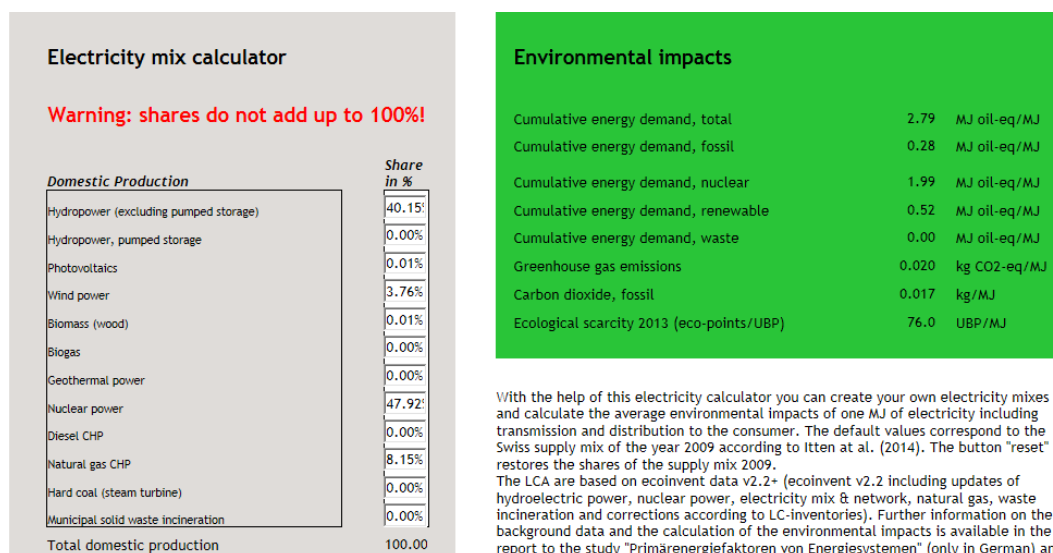 Electricity mix calculator
Warning: shares do not add up to 100%!
Domestic Production Share in %
Hydropower (excluding pumped storage) 40.15
Hydropower, pumped storage 0.00%
Photovoltaics 0.01%
Wind power 3.76%
Biomass (wood) 0.01%
Biogas 0.00%
Geothermal power 0.00%
Nuclear power 47.92
Diesel CHP 0.00%
Natural gas CHP 8.15%
Hard coal (steam turbine) 0.00%
Municipal solid waste incineration 0.00%
Total domestic production 100.00
Environmental impacts
Cumulative energy demand, total 2.79 MJ oil-eq/MJ
Cumulative energy demand, fossil 0.28 MJ oil-eq/MJ
Cumulative energy demand, nuclear 1.99 MJ oil-eq/MJ
Cumulative energy demand, renewable 0.52 MJ oil-eq/MJ
Cumulative energy demand, waste 0.00 MJ oil-eq/MJ
Greenhouse gas emissions 0.020 kg CO2-eq/MJ
Carbon dioxide, fossil 0.017 kg/MJ
Ecological scarcity 2013 (eco-points/UBP) 76.0 UBP/MJ
With the help of this electricity calculator you can create your own electricity mixes
and calculate the average environmental impacts of one MJ of electricity including
transmission and distribution to the consumer. The default values correspond to the
Swiss supply mix of the year 2009 according to Itten at al. (2014). The button "reset"
restores the shares of the supply mix 2009.
The LCA are based on ecoinvent data v2.2+ (ecoinvent v2.2 including updates of
hydroelectric power, nuclear power, electricity mix & network, natural gas, waste
incineration and corrections according to LC-inventories). Further information on the
background data and the calculation of the environmental impacts is available in the
report to the study "Primärenergiefaktoren von Energiesystemen" (only in German)